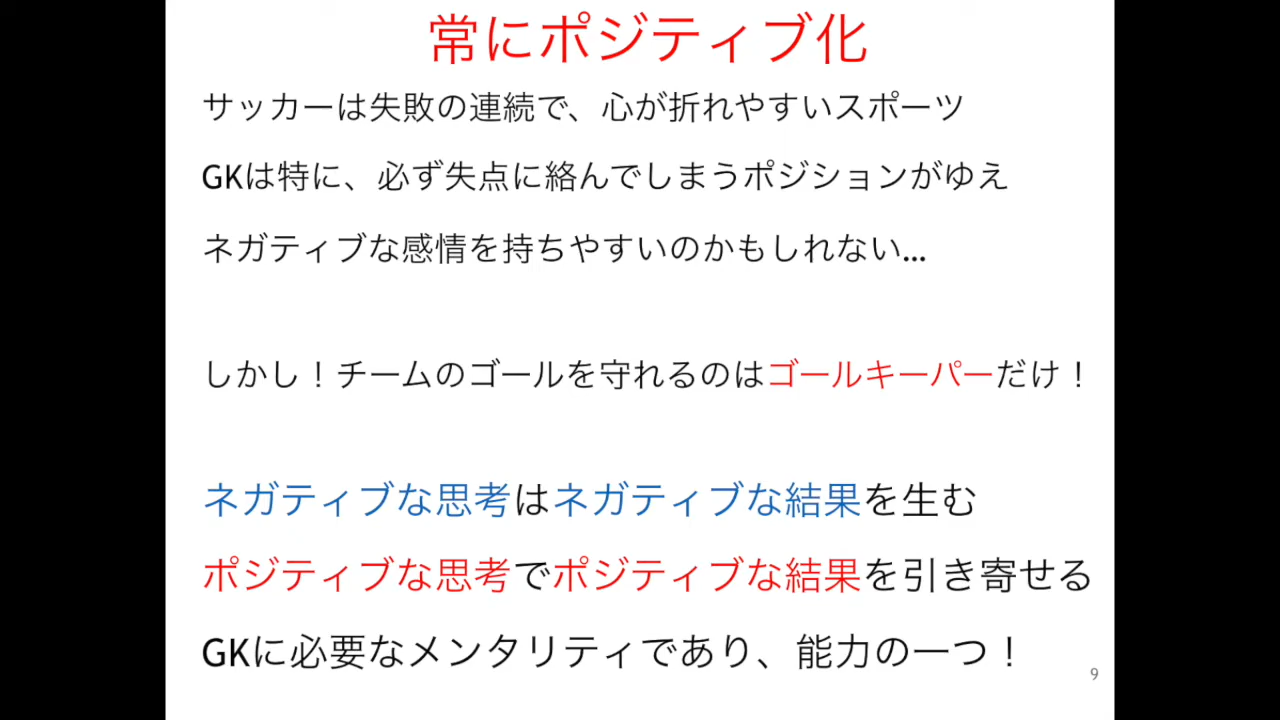 常にポジティブ化
サッカーは失敗の連続で、心が折れやすいスポーツ
GKは特に、必ず失点に絡んでしまうポジションがゆえ
ネガティブな感情を持ちやすいのかもしれない...
しかし！チームのゴールを守れるのはゴールキーパーだけ！
ネガティブな思考はネガティブな結果を生む
ポジティブな思考でポジティブな結果を引き寄せる
GKに必要なメンタリティであり、能力の一つ！
9